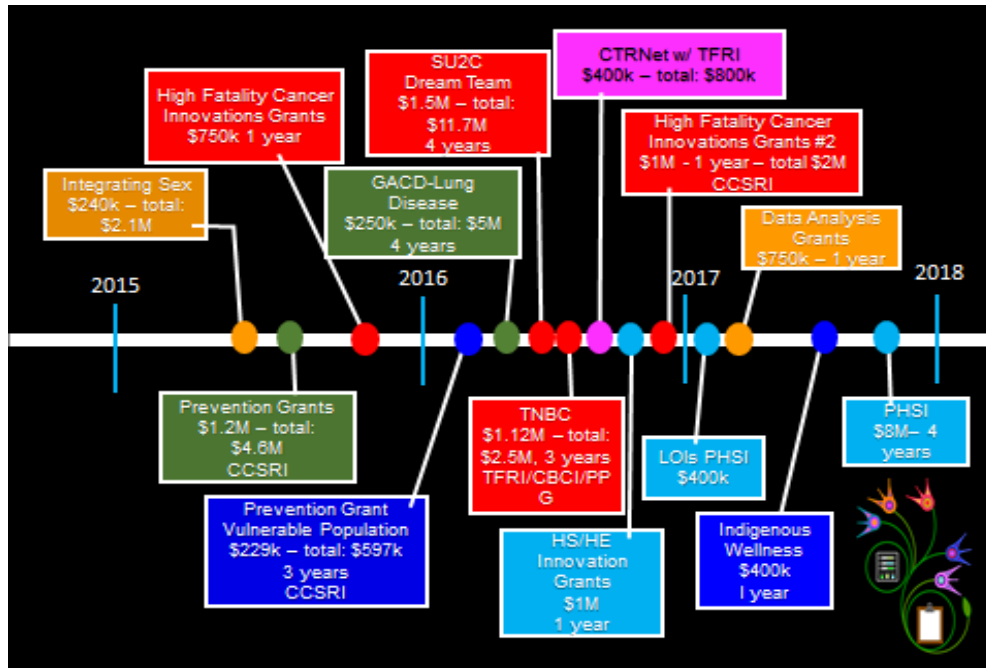 CTRNet w/ TFRI
$400k – total: $800k
SU2C
Dream Team
$1.5M – total:
$11.7M
4 years
High Fatality Cancer
Innovations Grants
$750k 1 year
High Fatality Cancer
Innovations Grants #2
$1M - 1 year – total $2M
CCSRI
Integrating Sex
$240k – total:
$2.1M
GACD-Lung
Disease
$250k – total: $5M
4 years
Data Analysis
Grants
$750k – 1 year
2015
2016
2017
2018
Prevention Grants
$1.2M – total:
$4.6M
CCSRI
TNBC
$1.12M – total:
$2.5M, 3 years
TFRI/CBCI/PP
G
LOIs PHSI
$400k
PHSI
$8M– 4
years
Prevention Grant
Vulnerable Population
$229k – total: $597k
3 years
CCSRI
HS/HE
Innovation
Grants
$1M
1 year
Indigenous
Wellness
$400k
I year